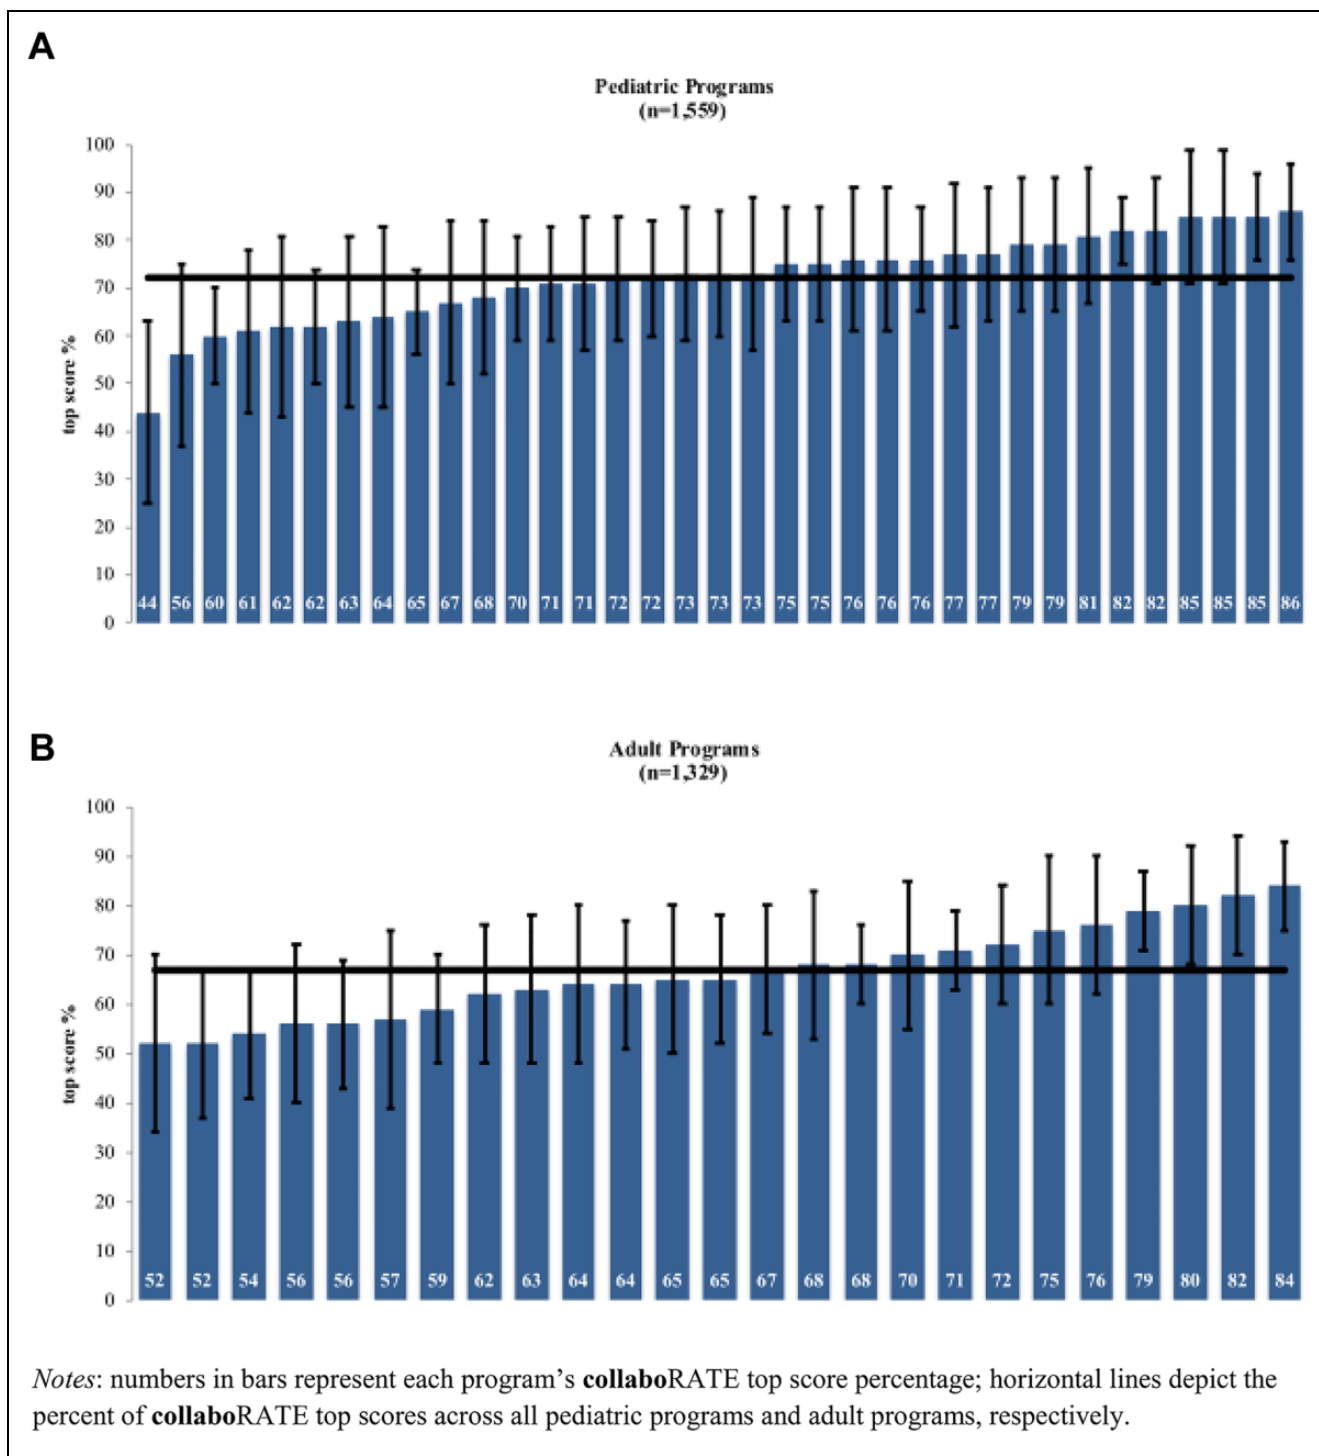 A
Pediatric Programs
(n=1,559)
100
90
80
70
60
50
40
30
20
10
0
top score %
44 56 60 61 62 62 63 64 65 67 68 70 71 71 72 72 73 73 73 75 75 76 76 76 77 77 79 79 81 82 82 85 85 85 86
B
Adult Programs
(n=1,329)
100
90
80
70
60
50
40
30
20
10
0
top score %
52 52 54 56 56 57 59 62 63 64 64 65 65 67 68 68 70 71 72 75 76 79 80 82 84
Notes: numbers in bars represent each program's collaboRATE top score percentage; horizontal lines depict the
percent of collaboRATE top scores across all pediatric programs and adult programs, respectively.